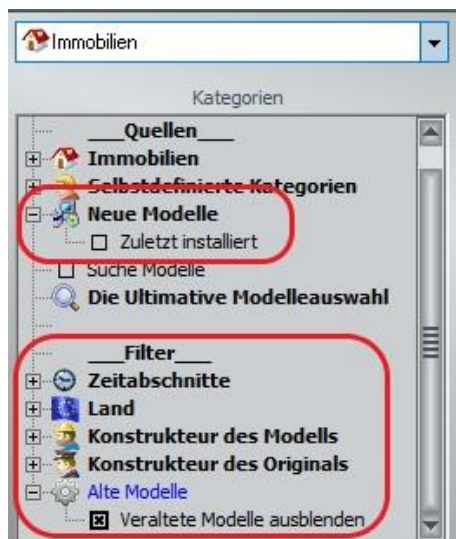 Immobilien
Kategorien
___Quellen___
Immobilien
Selbstdefinierte Kategorien
Neue Modelle
Zuletzt installiert
Suche Modelle
Die Ultimative Modelleauswahl
___Filter___
Zeitabschnitte
Land
Konstrukteur des Modells
Konstrukteur des Originals
Alte Modelle
Veraltete Modelle ausblenden